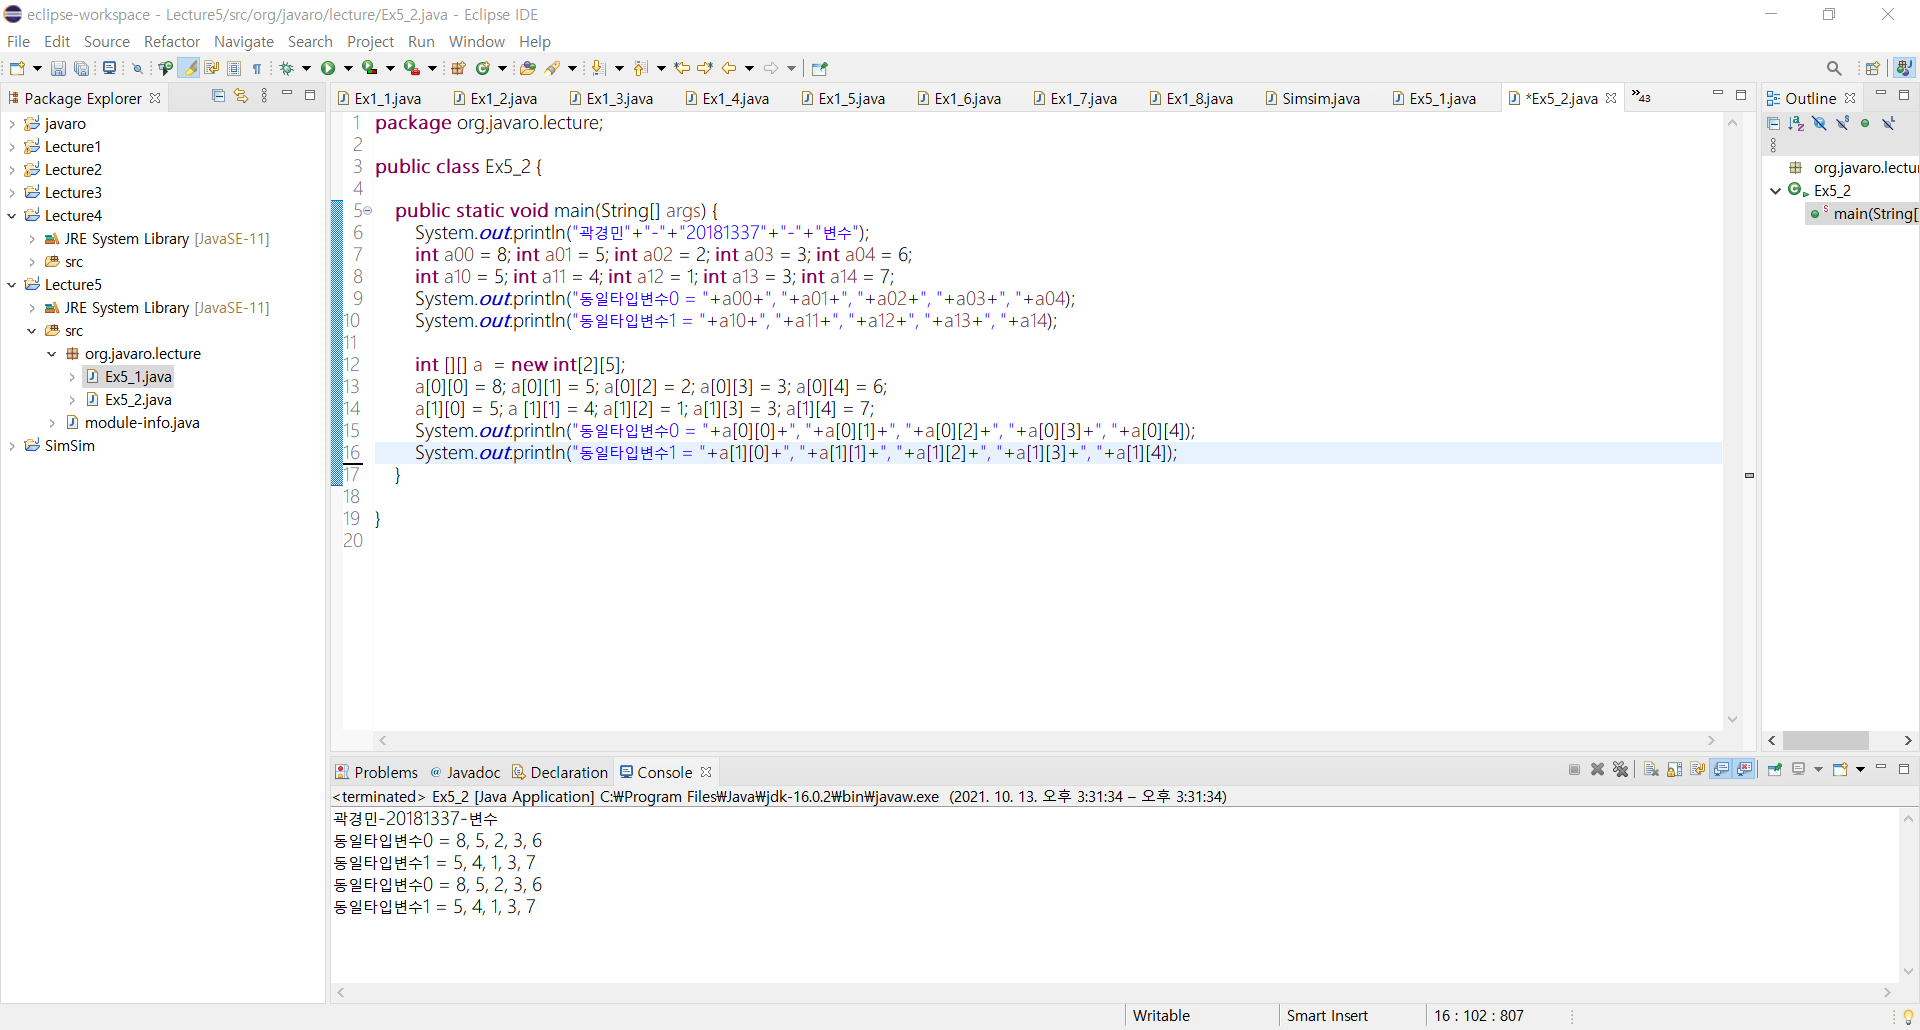 eclipse-workspace - Lecture5/src/org/javaro/lecture/Ex5_2.java - Eclipse IDE
File Edit Source Refactor Navigate Search Project Run Window Help
Package Explorer
javaro
Lecture1
Lecture2
Lecture3
Lecture4
JRE System Library [JavaSE-11]
src
Lecture5
JRE System Library [JavaSE-11]
src
org.javaro.lecture
Ex5_1.java
Ex5_2.java
module-info.java
SimSim
Ex1_1.java Ex1_2.java Ex1_3.java Ex1_4.java Ex1_5.java Ex1_6.java Ex1_7.java Ex1_8.java Simsim.java Ex5_1.java *Ex5_2.java »43
1 package org.javaro.lecture;
2
3 public class Ex5_2 {
4
5 public static void main(String[] args) {
6 System.out.println("곽경민"+"-"+"20181337"+"-"+"변수");
7 int a00 = 8; int a01 = 5; int a02 = 2; int a03 = 3; int a04 = 6;
8 int a10 = 5; int a11 = 4; int a12 = 1; int a13 = 3; int a14 = 7;
9 System.out.println("동일타입변수0 = "+a00+", "+a01+", "+a02+", "+a03+", "+a04);
10 System.out.println("동일타입변수1 = "+a10+", "+a11+", "+a12+", "+a13+", "+a14);
11
12 int [][] a  = new int[2][5];
13 a[0][0] = 8; a[0][1] = 5; a[0][2] = 2; a[0][3] = 3; a[0][4] = 6;
14 a[1][0] = 5; a [1][1] = 4; a[1][2] = 1; a[1][3] = 3; a[1][4] = 7;
15 System.out.println("동일타입변수0 = "+a[0][0]+", "+a[0][1]+", "+a[0][2]+", "+a[0][3]+", "+a[0][4]);
16 System.out.println("동일타입변수1 = "+a[1][0]+", "+a[1][1]+", "+a[1][2]+", "+a[1][3]+", "+a[1][4]);
17 }
18
19 }
20
Outline
org.javaro.lectu
Ex5_2
main(String[
Problems @ Javadoc Declaration Console
<terminated> Ex5_2 [Java Application] C:₩Program Files₩Java₩jdk-16.0.2₩bin₩javaw.exe (2021. 10. 13. 오후 3:31:34 – 오후 3:31:34)
곽경민-20181337-변수
동일타입변수0 = 8, 5, 2, 3, 6
동일타입변수1 = 5, 4, 1, 3, 7
동일타입변수0 = 8, 5, 2, 3, 6
동일타입변수1 = 5, 4, 1, 3, 7
Writable Smart Insert 16 : 102 : 807